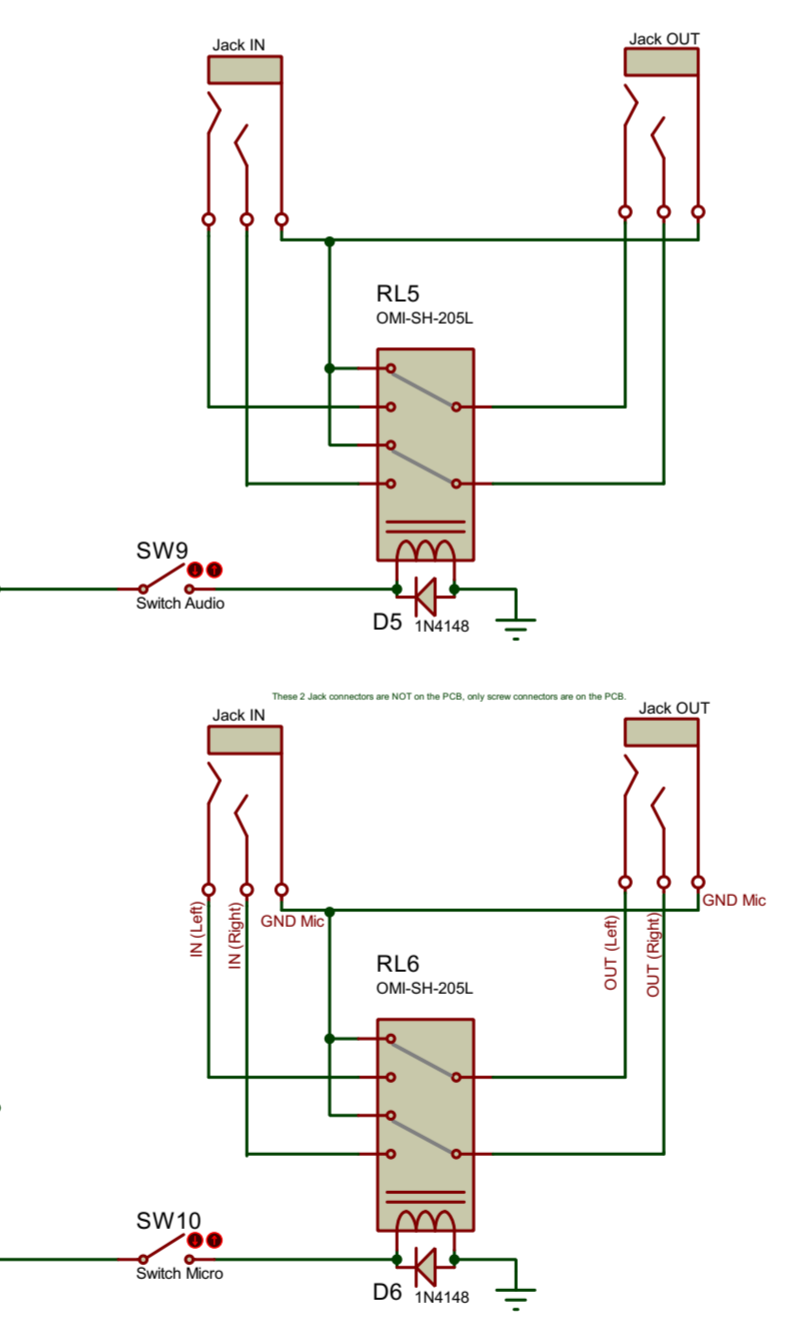 Jack IN
Jack OUT
RL5
OMI-SH-205L
SW9
Switch Audio
D5
1N4148
These 2 Jack connectors are NOT on the PCB, only screw connectors are on the PCB.
Jack IN
Jack OUT
IN (Left)
IN (Right)
GND Mic
OUT (Left)
OUT (Right)
GND Mic
RL6
OMI-SH-205L
SW10
Switch Micro
D6
1N4148